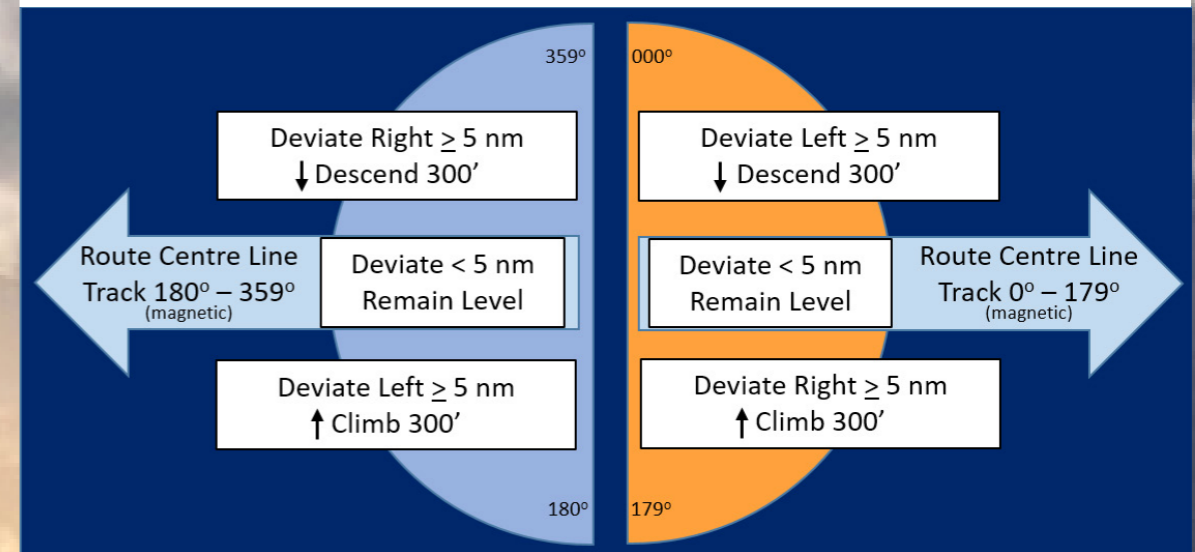 359º
000º
Deviate Right ≥ 5 nm
↓ Descend 300’
Deviate Left ≥ 5 nm
↓ Descend 300’
Route Centre Line
Track 180º – 359º
(magnetic)
Deviate < 5 nm
Remain Level
Deviate < 5 nm
Remain Level
Route Centre Line
Track 0º – 179º
(magnetic)
Deviate Left ≥ 5 nm
↑ Climb 300’
Deviate Right ≥ 5 nm
↑ Climb 300’
180º
179º